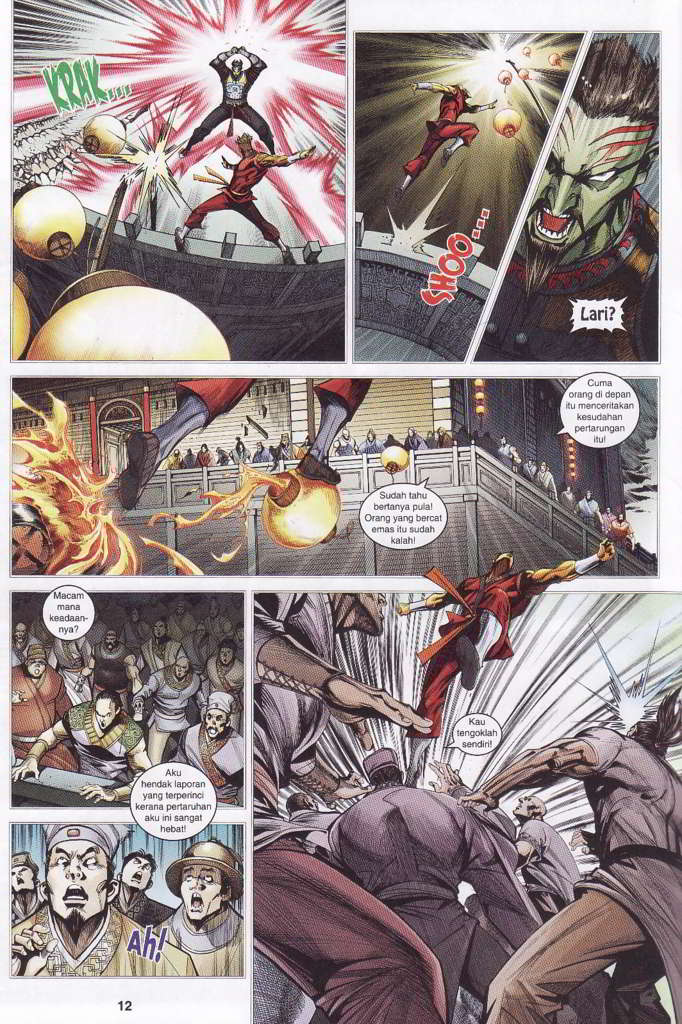 KRAK...
SHOO...
Lari?
Cuma
orang di depan
itu menceritakan
kesudahan
pertarungan
itu!
Sudah tahu
bertanya pula!
Orang yang bercat
emas itu sudah
kalah!
Macam
mana
keadaan-
nya?
Aku
hendak laporan
yang terperinci
kerana pertaruhan
aku ini sangat
hebat!
Kau
tengoklah
sendiri!
Ah!
12